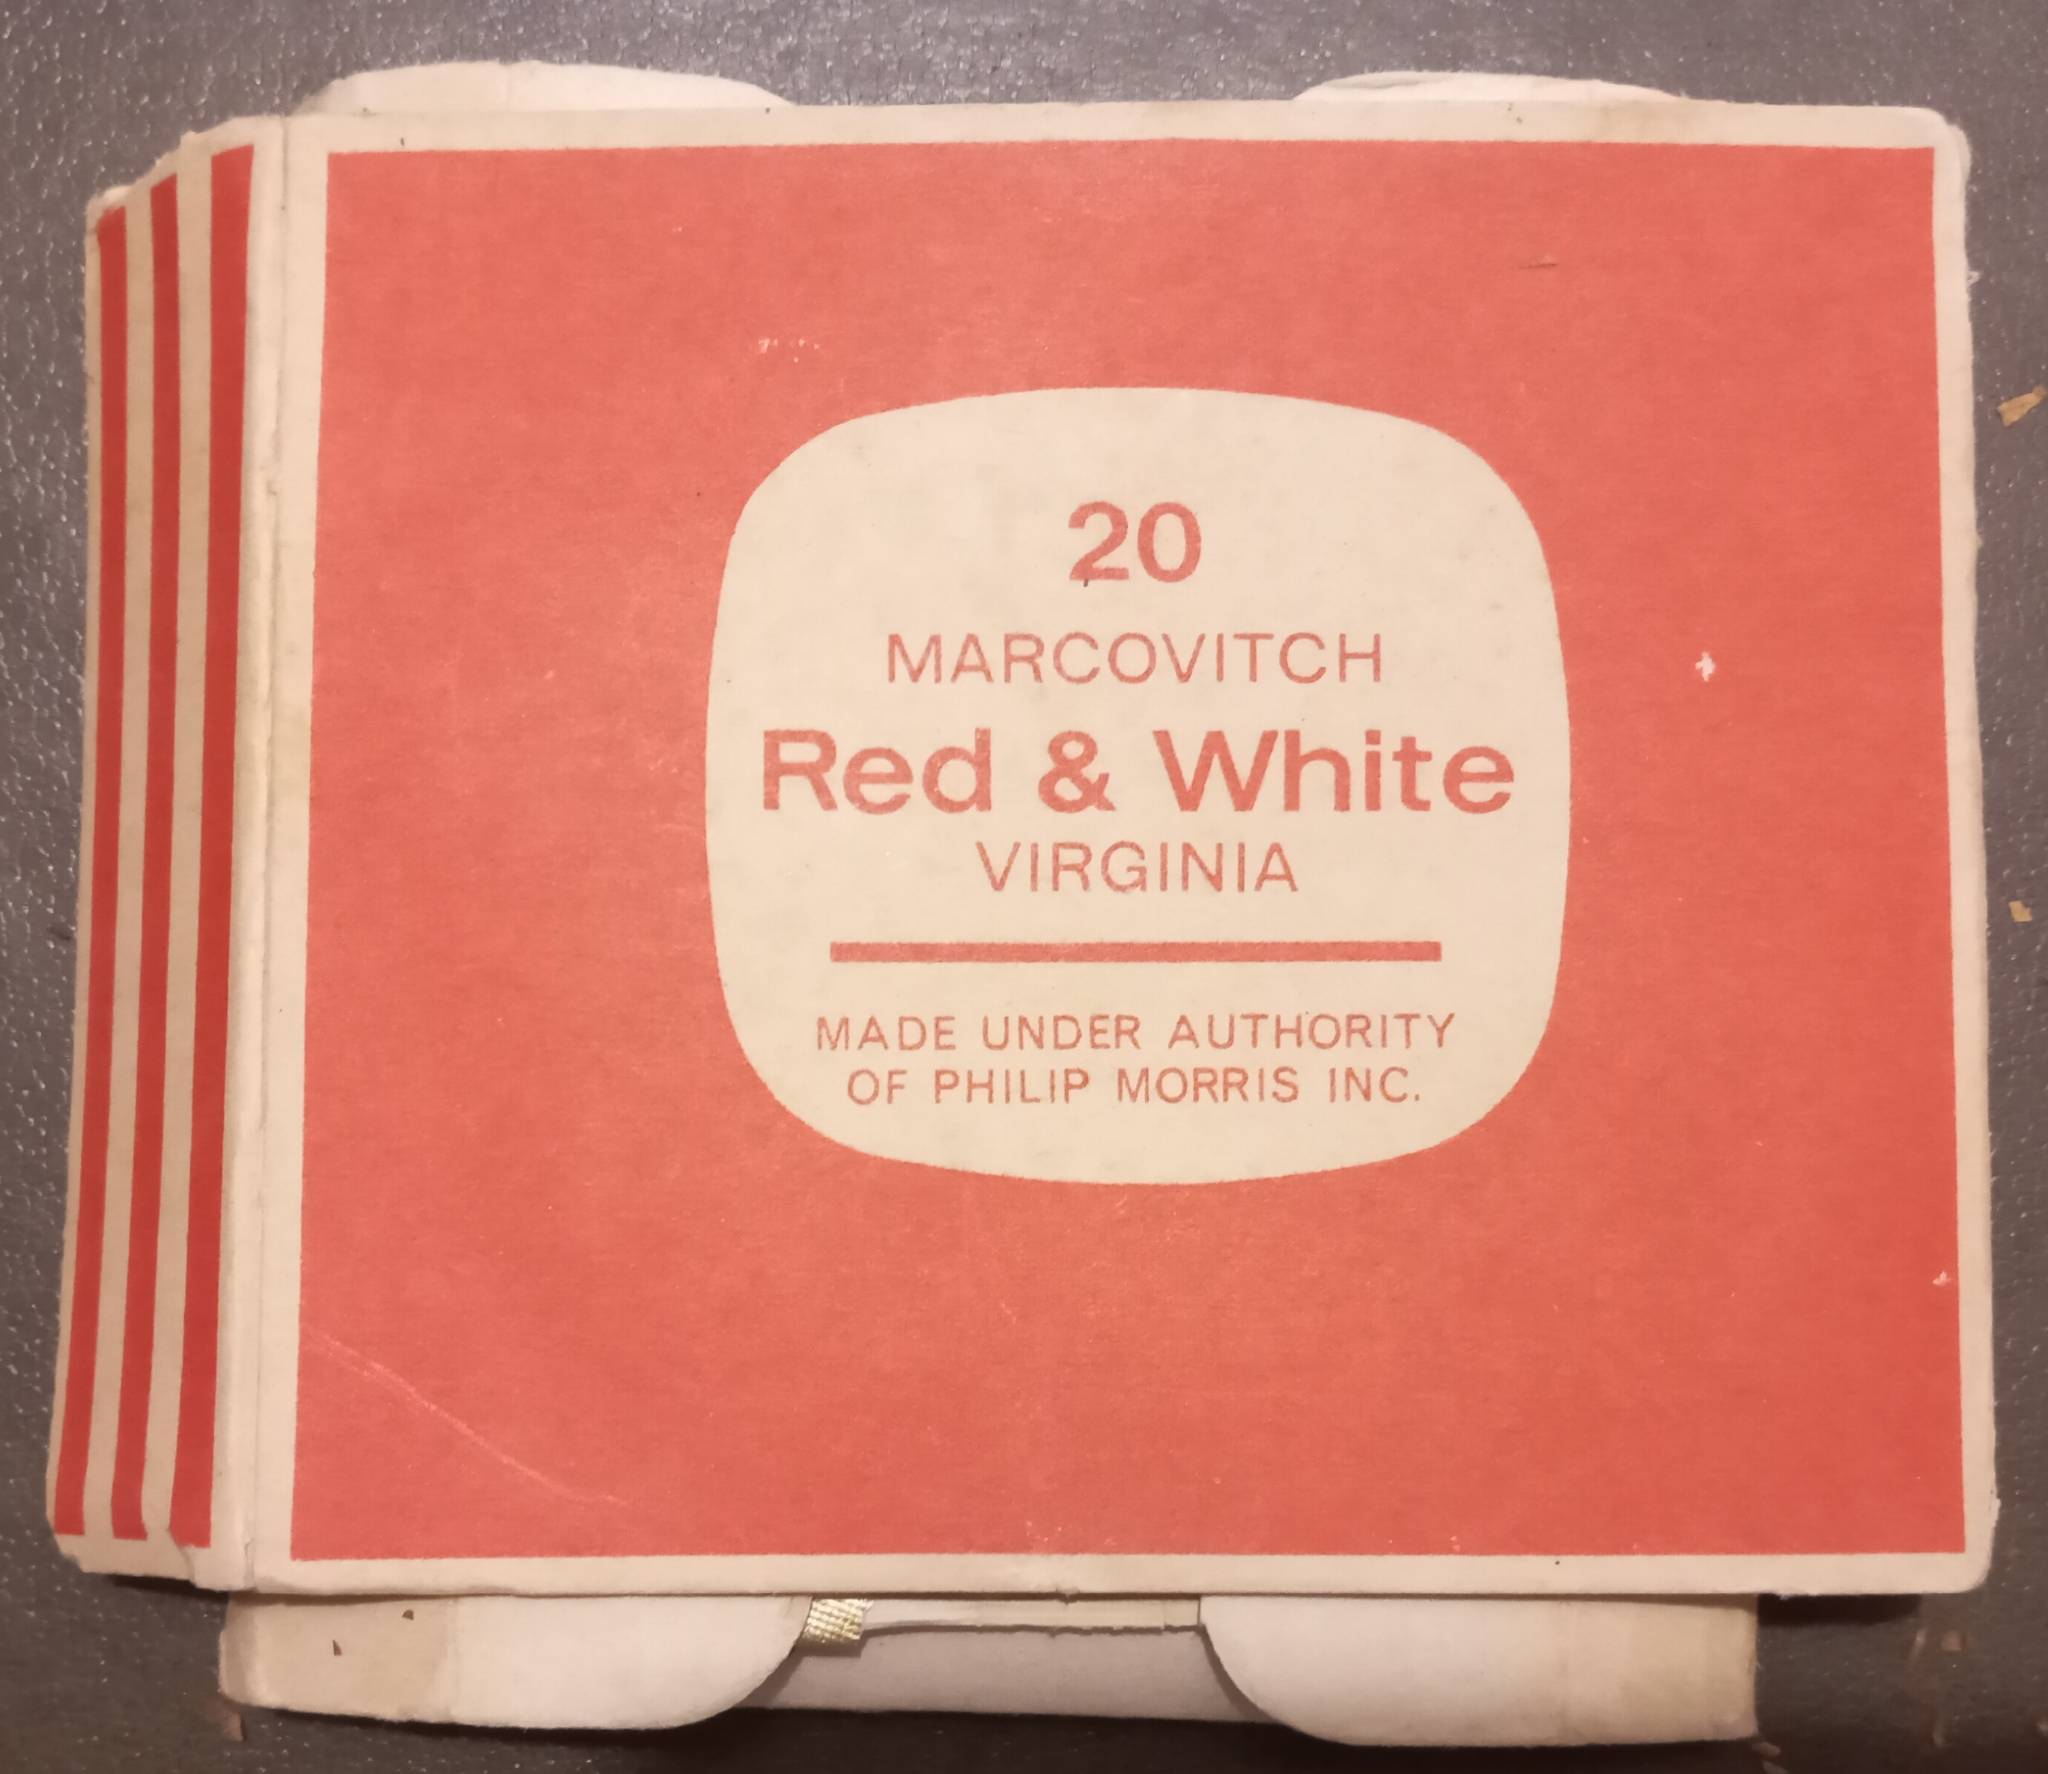 20
MARCOVITCH
Red & White
VIRGINIA
MADE UNDER AUTHORITY
OF PHILIP MORRIS INC.